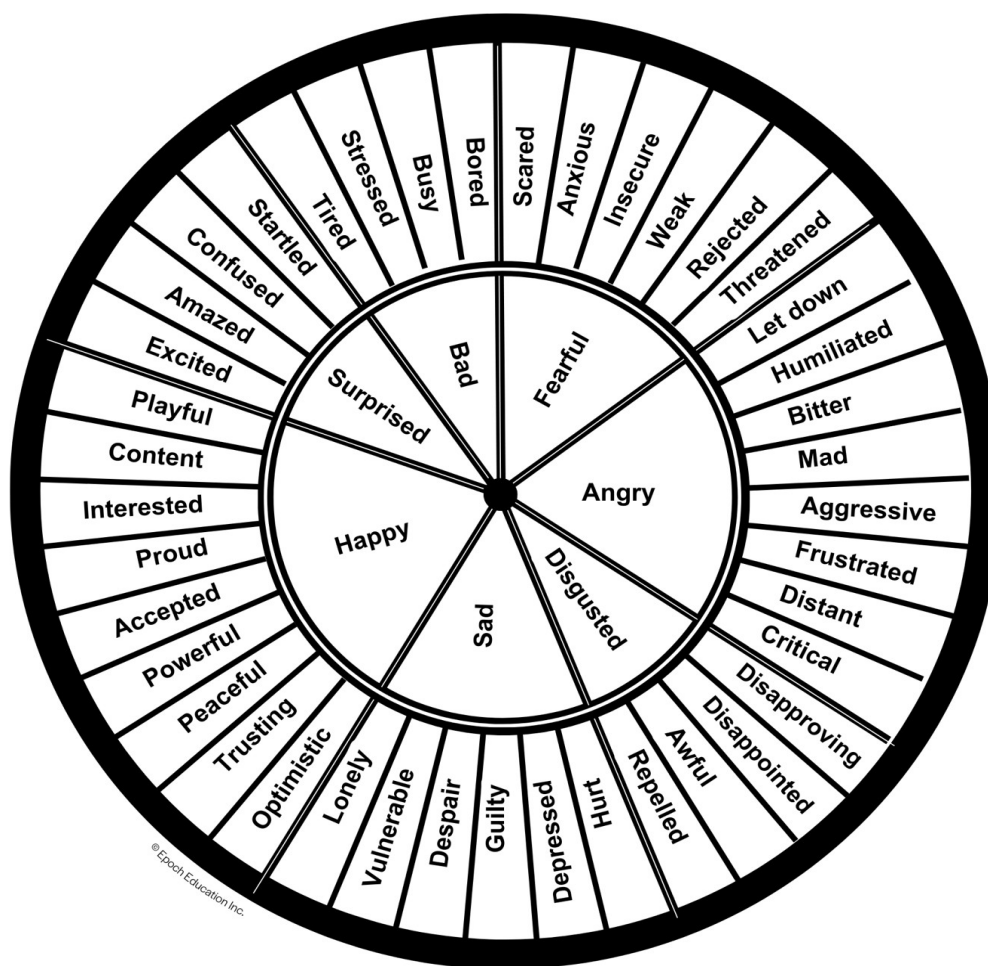 Scared
Anxious
Insecure
Weak
Rejected
Threatened
Let down
Humiliated
Bitter
Mad
Aggressive
Frustrated
Distant
Critical
Disapproving
Disappointed
Awful
Repelled
Hurt
Depressed
Guilty
Despair
Vulnerable
Lonely
Optimistic
Trusting
Peaceful
Powerful
Accepted
Proud
Interested
Content
Playful
Excited
Amazed
Confused
Startled
Tired
Stressed
Busy
Bored
Fearful
Angry
Disgusted
Sad
Happy
Surprised
Bad
© Epoch Education Inc.